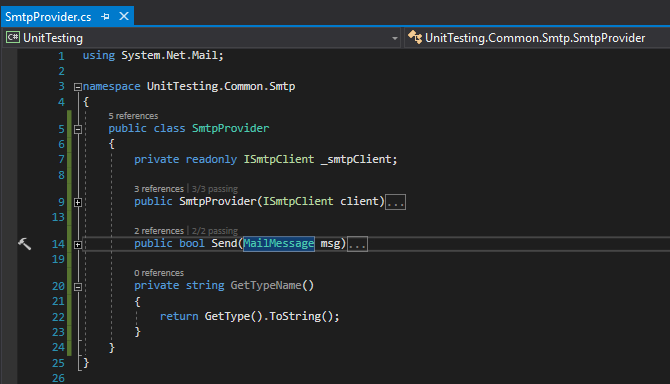 SmtpProvider.cs
C# UnitTesting
UnitTesting.Common.Smtp.SmtpProvider
1 using System.Net.Mail;
2
3 namespace UnitTesting.Common.Smtp
4 {
5 references
5 public class SmtpProvider
6 {
7 private readonly ISmtpClient _smtpClient;
8
3 references | 3/3 passing
9 public SmtpProvider(ISmtpClient client)...
13
2 references | 2/2 passing
14 public bool Send(MailMessage msg)...
19
0 references
20 private string GetTypeName()
21 {
22 return GetType().ToString();
23 }
24 }
25 }
26